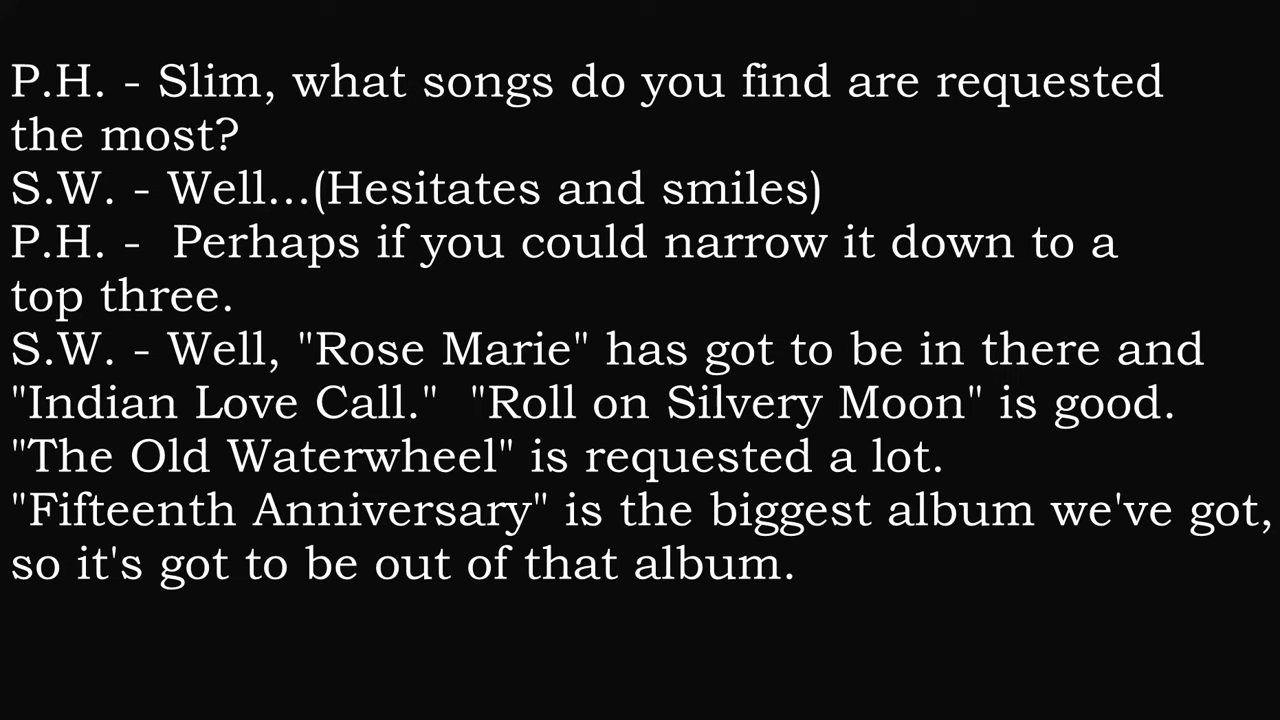 P.H. - Slim, what songs do you find are requested
the most?
S.W. - Well...(Hesitates and smiles)
P.H. -  Perhaps if you could narrow it down to a
top three.
S.W. - Well, "Rose Marie" has got to be in there and
"Indian Love Call."  "Roll on Silvery Moon" is good.
"The Old Waterwheel" is requested a lot.
"Fifteenth Anniversary" is the biggest album we've got,
so it's got to be out of that album.